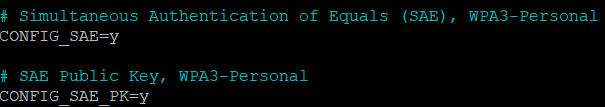 # Simultaneous Authentication of Equals (SAE), WPA3-Personal
CONFIG_SAE=y
# SAE Public Key, WPA3-Personal
CONFIG_SAE_PK=y